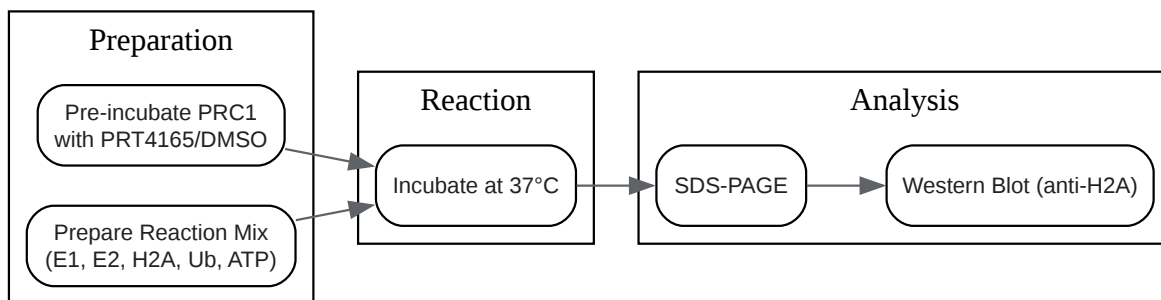 Preparation
Pre-incubate PRC1
with PRT4165/DMSO
Prepare Reaction Mix
(E1, E2, H2A, Ub, ATP)
Reaction
Incubate at 37°C
Analysis
SDS-PAGE
Western Blot (anti-H2A)